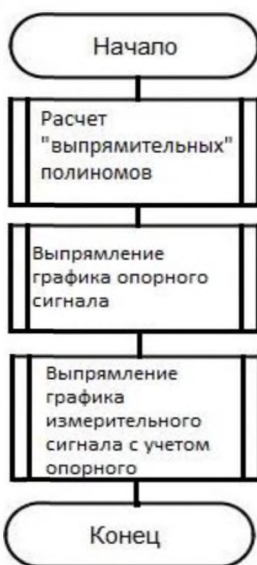 Начало
Расчет
"выпрямительных"
полиномов
Выпрямление
графика опорного
сигнала
Выпрямление
графика
измерительного
сигнала с учетом
опорного
Конец